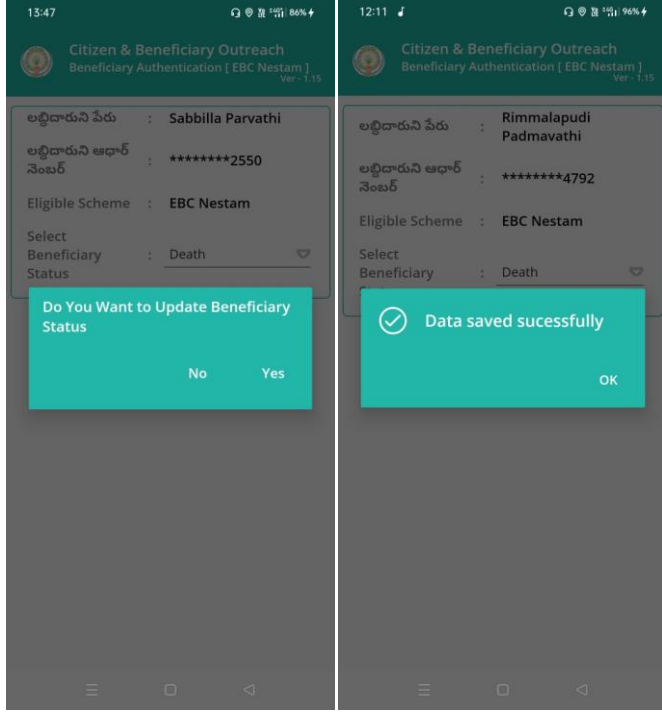 13:47
86%
Citizen & Beneficiary Outreach
Beneficiary Authentication [ EBC Nestam ]
Ver - 1.15
లబ్ధిదారుని పేరు : Sabbilla Parvathi
లబ్ధిదారుని ఆధార్
నెంబర్ : ********2550
Eligible Scheme : EBC Nestam
Select
Beneficiary : Death
Status
Do You Want to Update Beneficiary
Status
No Yes
12:11
96%
Citizen & Beneficiary Outreach
Beneficiary Authentication [ EBC Nestam ]
Ver - 1.15
లబ్ధిదారుని పేరు : Rimmalapudi
Padmavathi
లబ్ధిదారుని ఆధార్
నెంబర్ : ********4792
Eligible Scheme : EBC Nestam
Select
Beneficiary : Death
Data saved sucessfully
OK